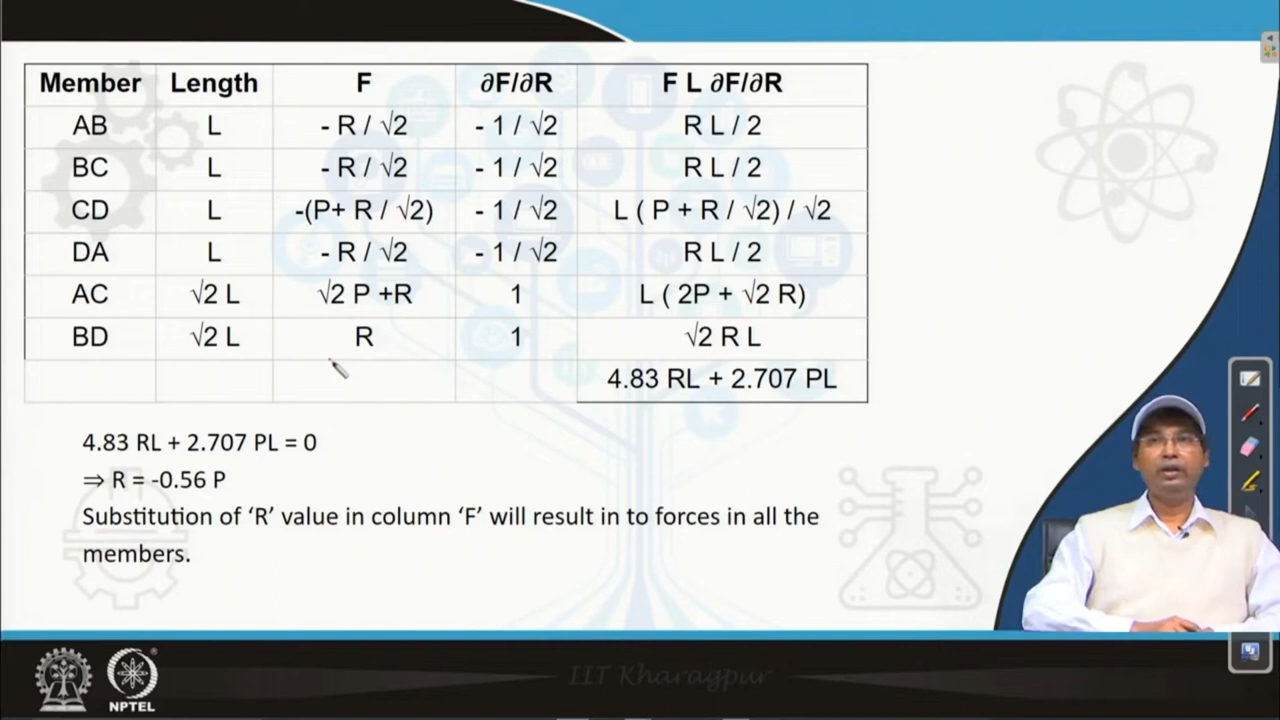 Member Length F ∂F/∂R F L ∂F/∂R
AB L - R / √2 - 1 / √2 R L / 2
BC L - R / √2 - 1 / √2 R L / 2
CD L -(P+ R / √2) - 1 / √2 L ( P + R / √2) / √2
DA L - R / √2 - 1 / √2 R L / 2
AC √2 L √2 P +R 1 L ( 2P + √2 R)
BD √2 L R 1 √2 R L
4.83 RL + 2.707 PL
4.83 RL + 2.707 PL = 0
⇒ R = -0.56 P
Substitution of ‘R’ value in column ‘F’ will result in to forces in all the
members.
IIT Kharagpur
NPTEL